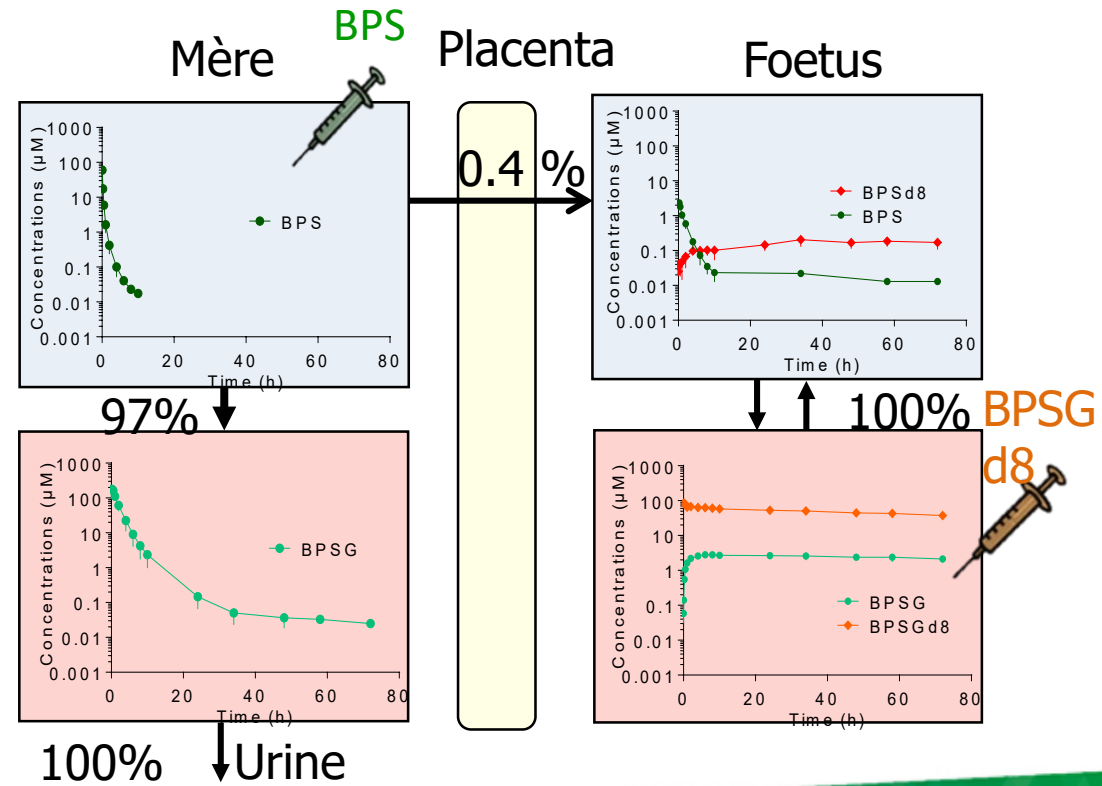 BPS
Mère
Placenta
Foetus
Concentrations (µM)
1000
100
10
1
0.1
0.01
0.001
BPS
0 20 40 60 80
Time (h)
0.4 %
Concentrations (µM)
1000
100
10
1
0.1
0.01
0.001
BPSd8
BPS
0 20 40 60 80
Time (h)
97%
100%
BPSG
d8
Concentrations (µM)
1000
100
10
1
0.1
0.01
0.001
BPSG
0 20 40 60 80
Time (h)
Concentrations (µM)
1000
100
10
1
0.1
0.01
0.001
BPSG
BPSGd8
0 20 40 60 80
Time (h)
100%
Urine